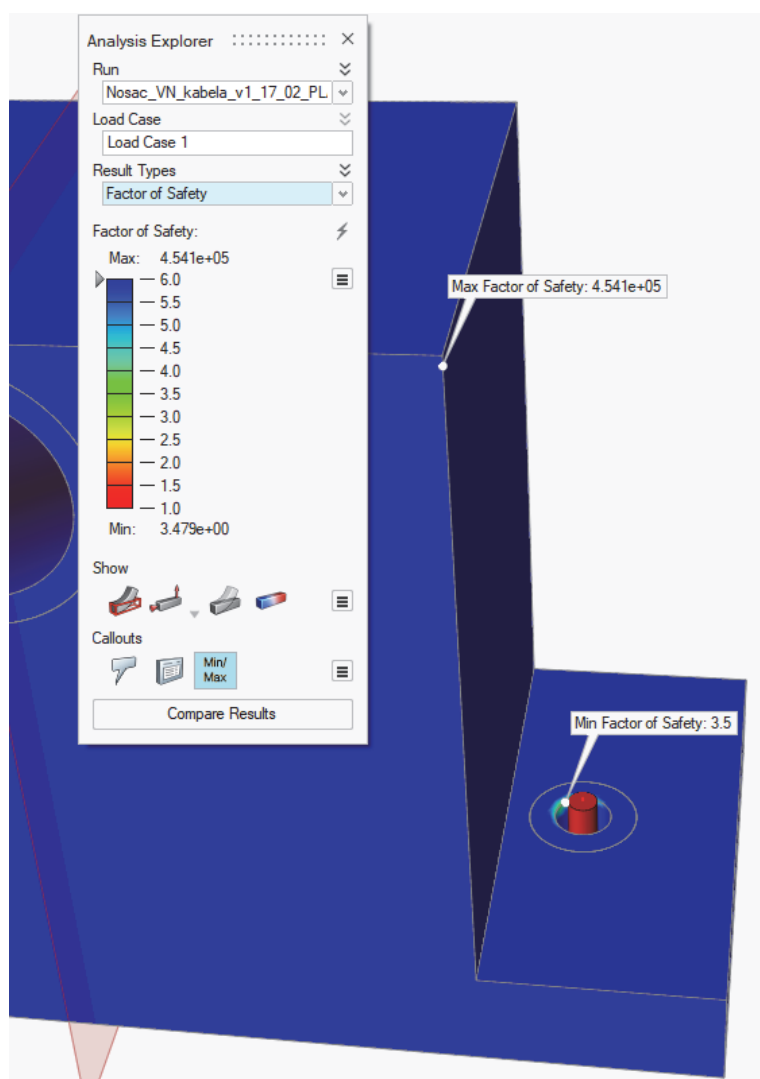 Analysis Explorer
Run
Nosac_VN_kabela_v1_17_02_PL.
Load Case
Load Case 1
Result Types
Factor of Safety
Factor of Safety:
Max: 4.541e+05
6.0
5.5
5.0
4.5
4.0
3.5
3.0
2.5
2.0
1.5
1.0
Min: 3.479e+00
Show
Callouts
Min/
Max
Compare Results
Max Factor of Safety: 4.541e+05
Min Factor of Safety: 3.5